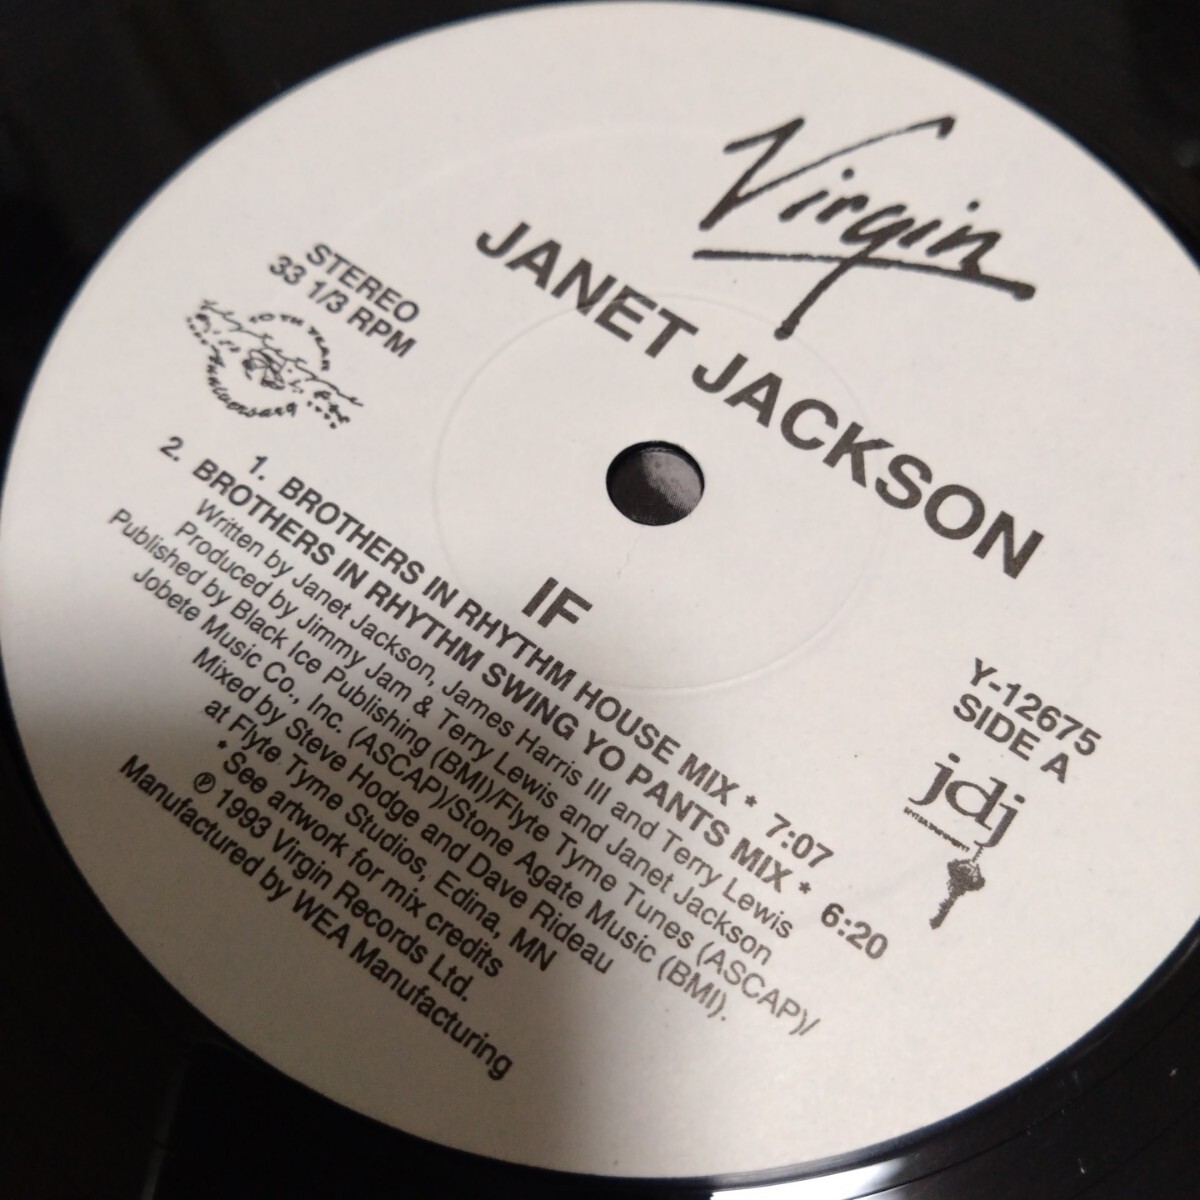 Virgin
JANET JACKSON
STEREO
33 1/3 RPM
10TH YEAR
Anniversary
Y-12675
SIDE A
jdj
IF
1. BROTHERS IN RHYTHM HOUSE MIX * 7:07
2. BROTHERS IN RHYTHM SWING YO PANTS MIX * 6:20
Written by Janet Jackson, James Harris III and Terry Lewis
Produced by Jimmy Jam & Terry Lewis and Janet Jackson
Published by Black Ice Publishing (BMI)/Flyte Tyme Tunes (ASCAP)/
Jobete Music Co., Inc. (ASCAP)/Stone Agate Music (BMI).
Mixed by Steve Hodge and Dave Rideau
at Flyte Tyme Studios, Edina, MN
* See artwork for mix credits
℗ 1993 Virgin Records Ltd.
Manufactured by WEA Manufacturing